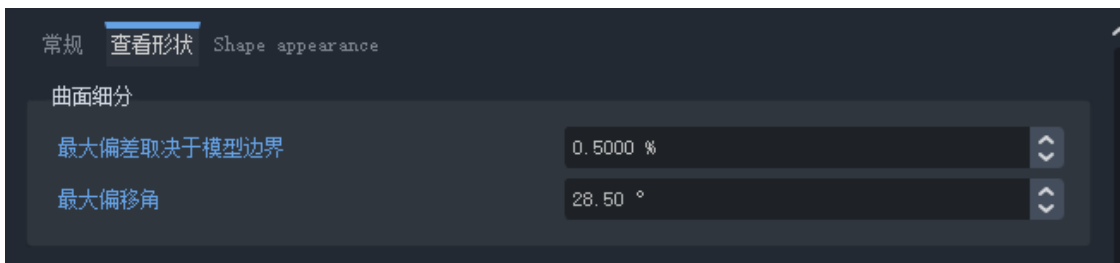 常规 查看形状 Shape appearance
曲面细分
最大偏差取决于模型边界 0.5000 %
最大偏移角 28.50 °